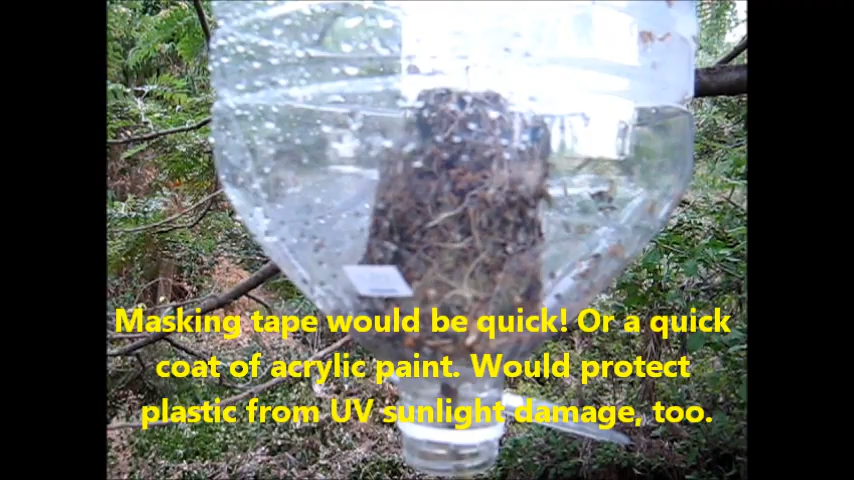 Masking tape would be quick! Or a quick
coat of acrylic paint. Would protect
plastic from UV sunlight damage, too.